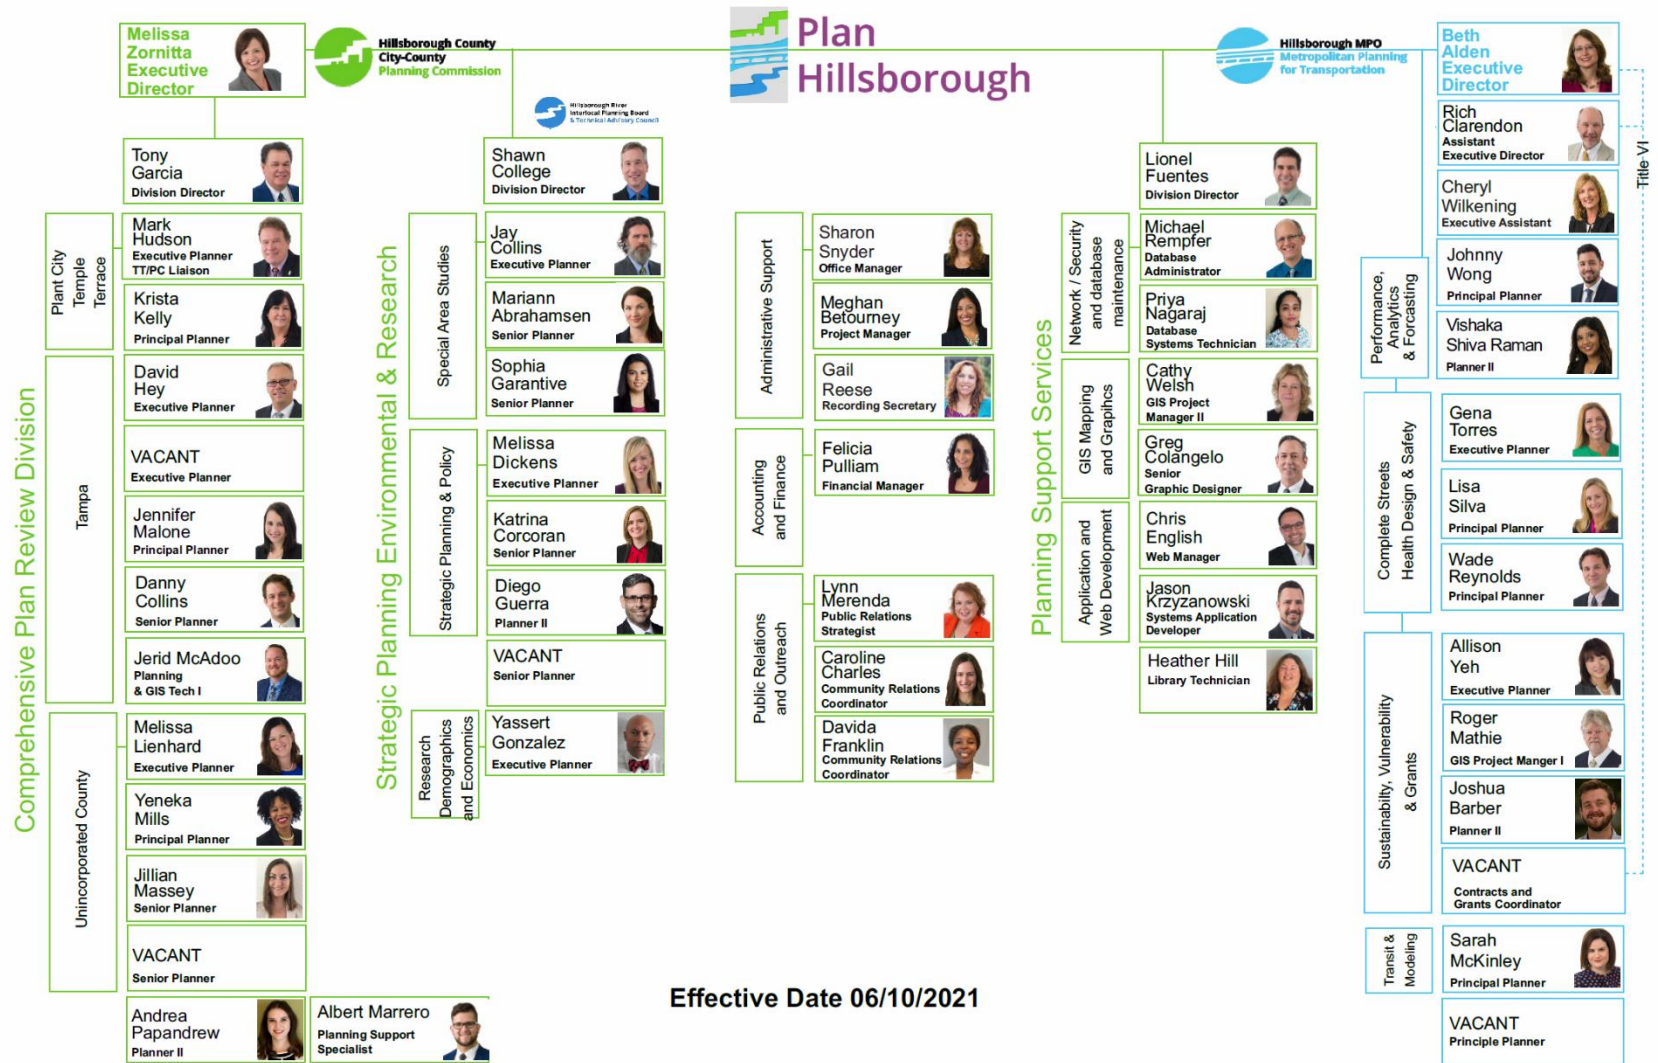 Melissa
Zornitta
Executive
Director
Hillsborough County
City-County
Planning Commission
Plan
Hillsborough
Hillsborough MPO
Metropolitan Planning
for Transportation
Beth
Alden
Executive
Director
Hillsborough River
Interlocal Planning Board
& Technical Advisory Council
Comprehensive Plan Review Division
Tony
Garcia
Division Director
Plant City
Temple
Terrace
Mark
Hudson
Executive Planner
TT/PC Liaison
Krista
Kelly
Principal Planner
Tampa
David
Hey
Executive Planner
VACANT
Executive Planner
Jennifer
Malone
Principal Planner
Danny
Collins
Senior Planner
Jerid McAdoo
Planning
& GIS Tech I
Unincorporated County
Melissa
Lienhard
Executive Planner
Yeneka
Mills
Principal Planner
Jillian
Massey
Senior Planner
VACANT
Senior Planner
Andrea
Papandrew
Planner II
Albert Marrero
Planning Support
Specialist
Strategic Planning Environmental & Research
Shawn
College
Division Director
Special Area Studies
Jay
Collins
Executive Planner
Mariann
Abrahamsen
Senior Planner
Sophia
Garantive
Senior Planner
Strategic Planning & Policy
Melissa
Dickens
Executive Planner
Katrina
Corcoran
Senior Planner
Diego
Guerra
Planner II
VACANT
Senior Planner
Research
Demographics
and Economics
Yassert
Gonzalez
Executive Planner
Administrative Support
Sharon
Snyder
Office Manager
Meghan
Betourney
Project Manager
Gail
Reese
Recording Secretary
Accounting
and Finance
Felicia
Pulliam
Financial Manager
Public Relations
and Outreach
Lynn
Merenda
Public Relations
Strategist
Caroline
Charles
Community Relations
Coordinator
Davida
Franklin
Community Relations
Coordinator
Planning Support Services
Lionel
Fuentes
Division Director
Network / Security
and database
maintenance
Michael
Rempfer
Database
Administrator
Priya
Nagaraj
Database
Systems Technician
GIS Mapping
and Grapihcs
Cathy
Welsh
GIS Project
Manager II
Greg
Colangelo
Senior
Graphic Designer
Application and
Web Development
Chris
English
Web Manager
Jason
Krzyzanowski
Systems Application
Developer
Heather Hill
Library Technician
Rich
Clarendon
Assistant
Executive Director
Title VI
Cheryl
Wilkening
Executive Assistant
Performance,
Analytics
& Forcasting
Johnny
Wong
Principal Planner
Vishaka
Shiva Raman
Planner II
Complete Streets
Health Design & Safety
Gena
Torres
Executive Planner
Lisa
Silva
Principal Planner
Wade
Reynolds
Principal Planner
Sustainabilty, Vulnerability
& Grants
Allison
Yeh
Executive Planner
Roger
Mathie
GIS Project Manger I
Joshua
Barber
Planner II
VACANT
Contracts and
Grants Coordinator
Transit &
Modeling
Sarah
McKinley
Principal Planner
VACANT
Principle Planner
Effective Date 06/10/2021